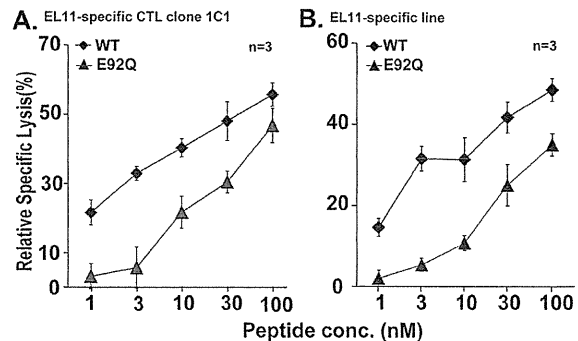 A. EL11-specific CTL clone 1C1
WT
E92Q
n=3
Relative Specific Lysis(%)
70
50
30
10
0
1 3 10 30 100
B. EL11-specific line
WT
E92Q
n=3
60
40
20
0
1 3 10 30 100
Peptide conc. (nM)